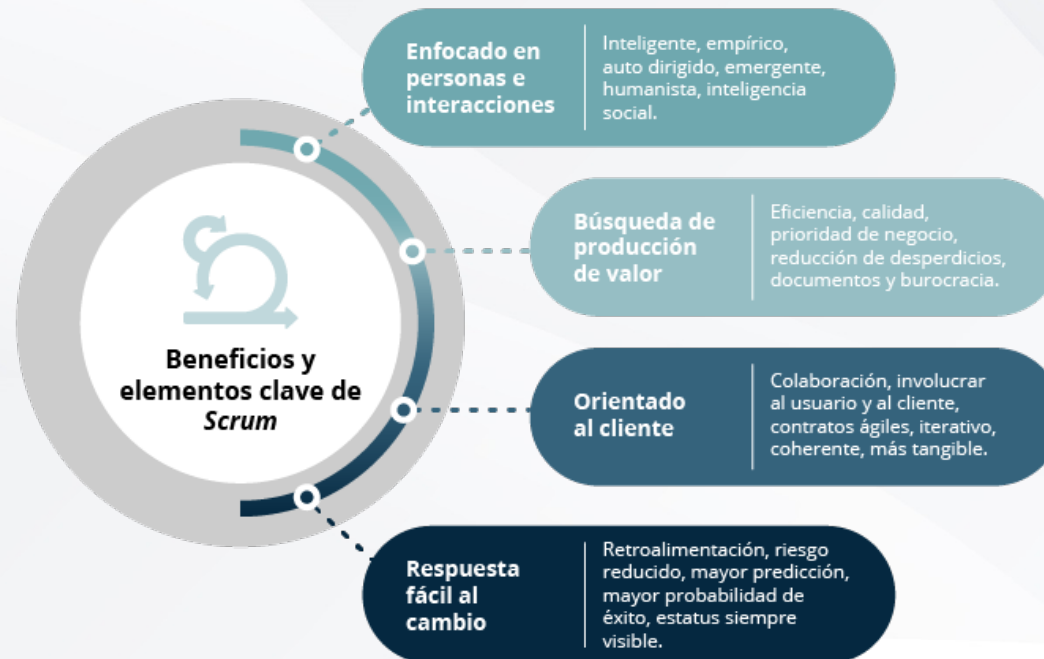 Enfocado en
personas e
interacciones
Inteligente, empírico,
auto dirigido, emergente,
humanista, inteligencia
social.
Búsqueda de
producción
de valor
Eficiencia, calidad,
prioridad de negocio,
reducción de desperdicios,
documentos y burocracia.
Beneficios y
elementos clave de
Scrum
Orientado
al cliente
Colaboración, involucrar
al usuario y al cliente,
contratos ágiles, iterativo,
coherente, más tangible.
Respuesta
fácil al
cambio
Retroalimentación, riesgo
reducido, mayor predicción,
mayor probabilidad de
éxito, estatus siempre
visible.